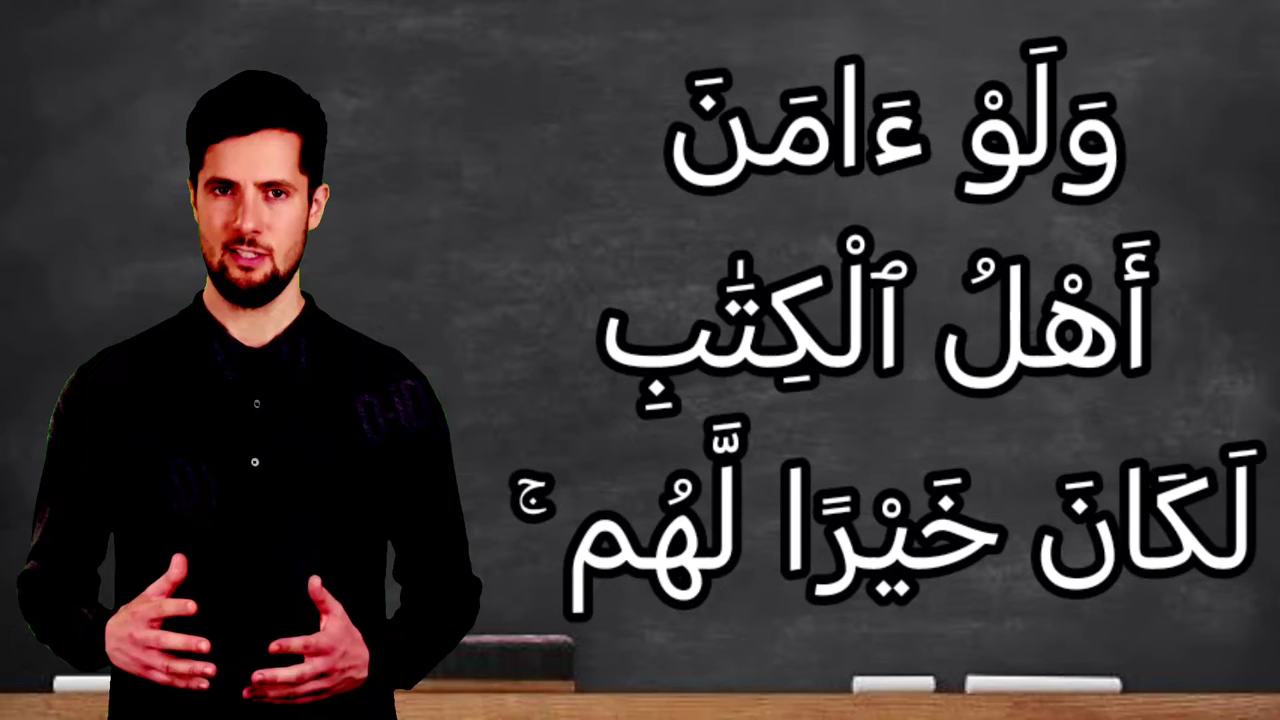 وَلَوْ ءَامَنَ
أَهْلُ ٱلْكِتَٰبِ
لَكَانَ خَيْرًا لَّهُم ۚ